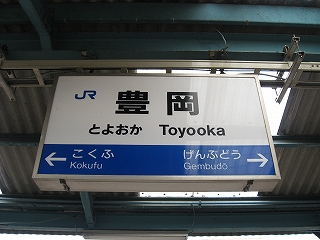 JR 豊岡
とよおか Toyooka
← こくふ げんぶどう →
Kokufu Gembudō